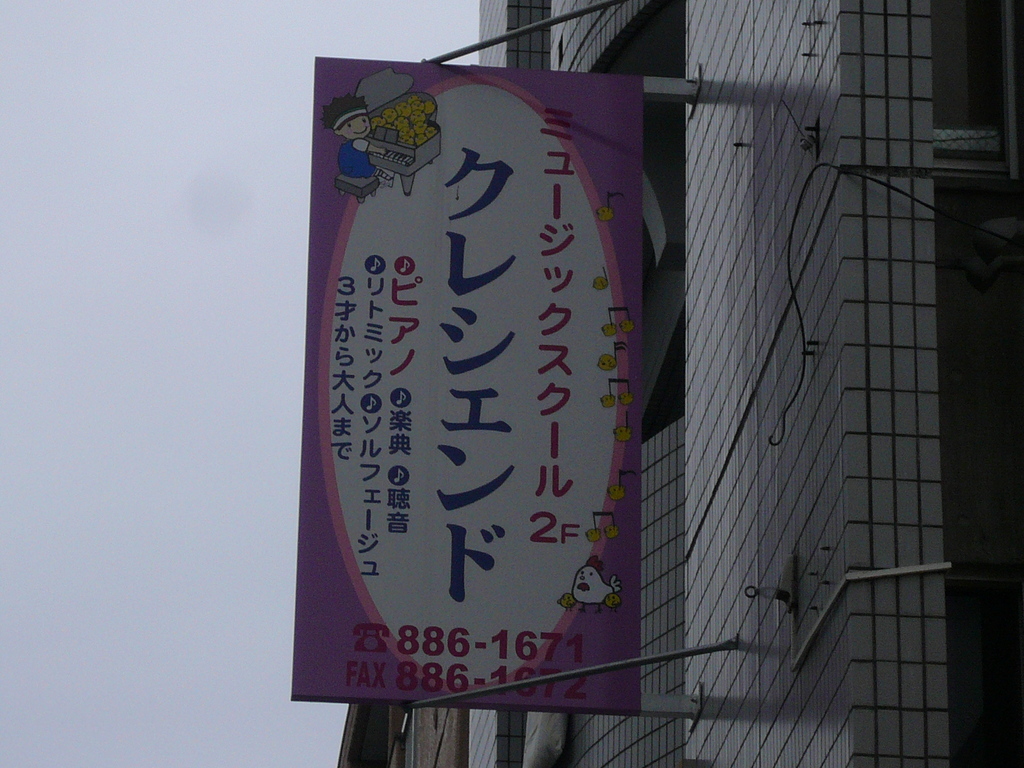 ミュージックスクール 2F
クレシェンド
♪ピアノ ♪楽典 ♪聴音
♪リトミック ♪ソルフェージュ
3才から大人まで
☎886-1671
FAX 886-1672